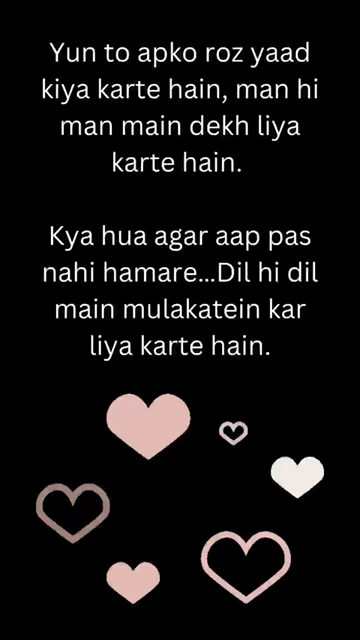 Yun to apko roz yaad
kiya karte hain, man hi
man main dekh liya
karte hain.
Kya hua agar aap pas
nahi hamare...Dil hi dil
main mulakatein kar
liya karte hain.